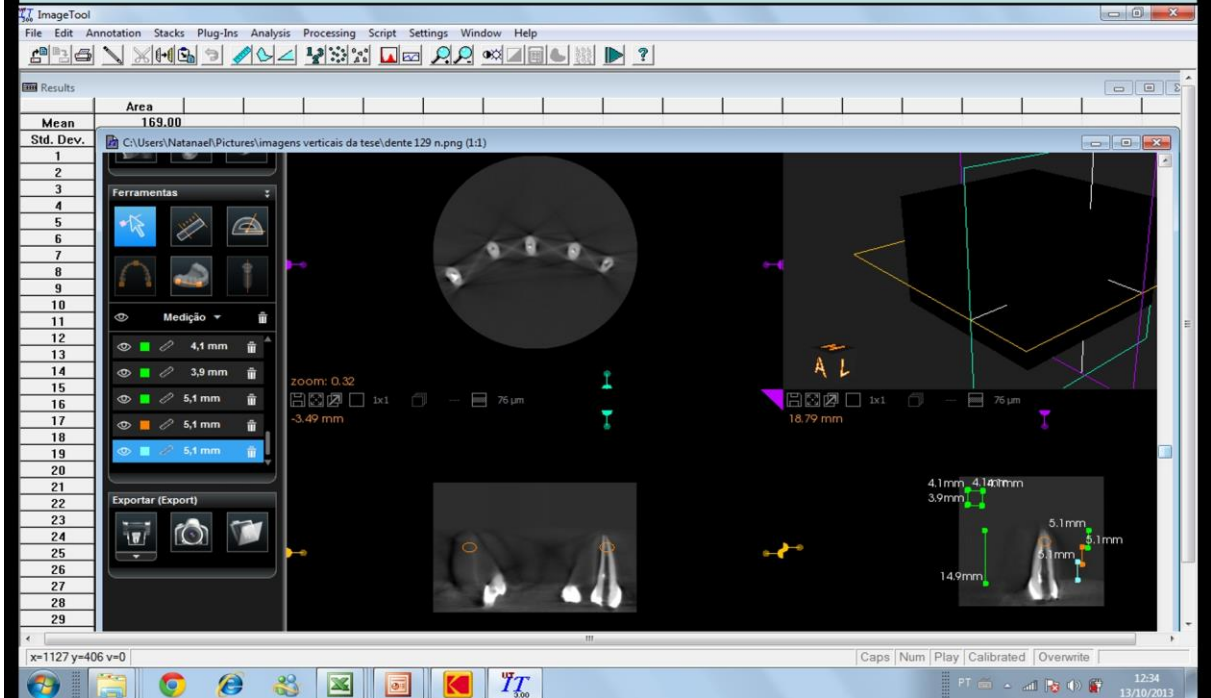 ImageTool
File Edit Annotation Stacks Plug-Ins Analysis Processing Script Settings Window Help
Results
Area
Mean 169.00
Std. Dev.
C:\Users\Natanael\Pictures\imagens verticais da tese\dente 129 n.png (1:1)
1
2
3
4
5
6
7
8
9
10
11
12
13
14
15
16
17
18
19
20
21
22
23
24
25
26
27
28
29
Ferramentas
Medição
4,1 mm
3,9 mm
5,1 mm
5,1 mm
5,1 mm
Exportar (Export)
zoom: 0.32
1x1 76 µm
-3.49 mm
A L
1x1 76 µm
18.79 mm
4.1mm
3.9mm
5.1mm
5.1mm
5.1mm
14.9mm
x=1127 y=406 v=0
Caps Num Play Calibrated Overwrite
IT
3.00
PT
12:34
13/10/2013